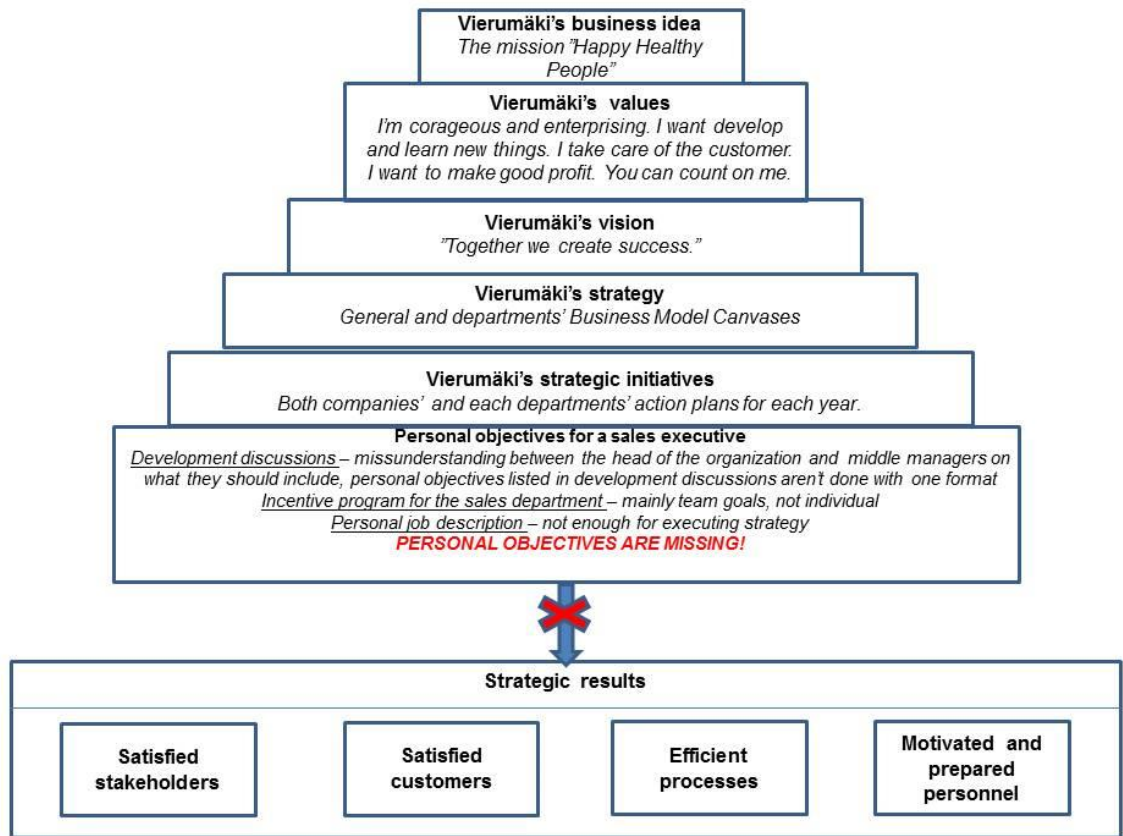 Vierumäki's business idea
The mission "Happy Healthy
People"
Vierumäki's values
I'm corageous and enterprising. I want develop
and learn new things. I take care of the customer.
I want to make good profit. You can count on me.
Vierumäki's vision
"Together we create success."
Vierumäki's strategy
General and departments' Business Model Canvases
Vierumäki's strategic initiatives
Both companies' and each departments' action plans for each year.
Personal objectives for a sales executive
Development discussions – missunderstanding between the head of the organization and middle managers on
what they should include, personal objectives listed in development discussions aren't done with one format
Incentive program for the sales department – mainly team goals, not individual
Personal job description – not enough for executing strategy
PERSONAL OBJECTIVES ARE MISSING!
Strategic results
Satisfied
stakeholders
Satisfied
customers
Efficient
processes
Motivated and
prepared
personnel